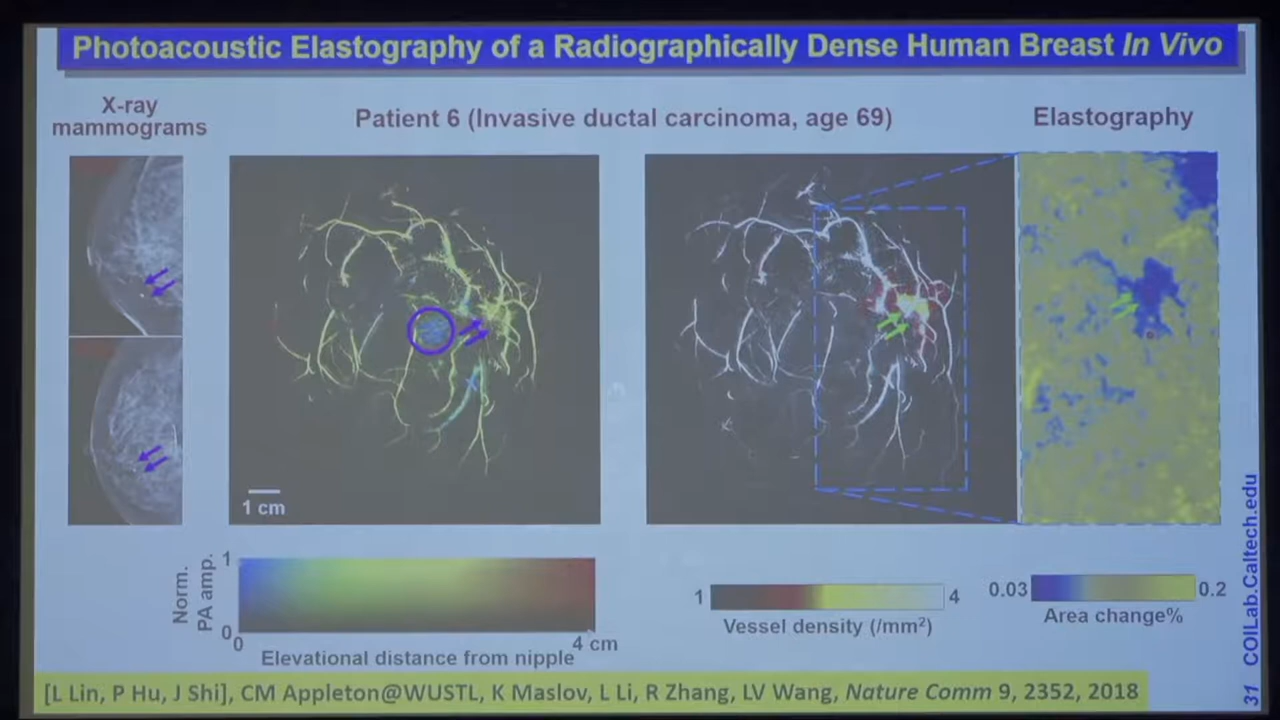 Photoacoustic Elastography of a Radiographically Dense Human Breast In Vivo
X-ray
mammograms
Patient 6 (Invasive ductal carcinoma, age 69)
Elastography
1 cm
Norm.
PA amp.
1
0
0
4 cm
Elevational distance from nipple
1
4
Vessel density (/mm²)
0.03
0.2
Area change%
[L Lin, P Hu, J Shi], CM Appleton@WUSTL, K Maslov, L Li, R Zhang, LV Wang, Nature Comm 9, 2352, 2018
31 COILab.Caltech.edu